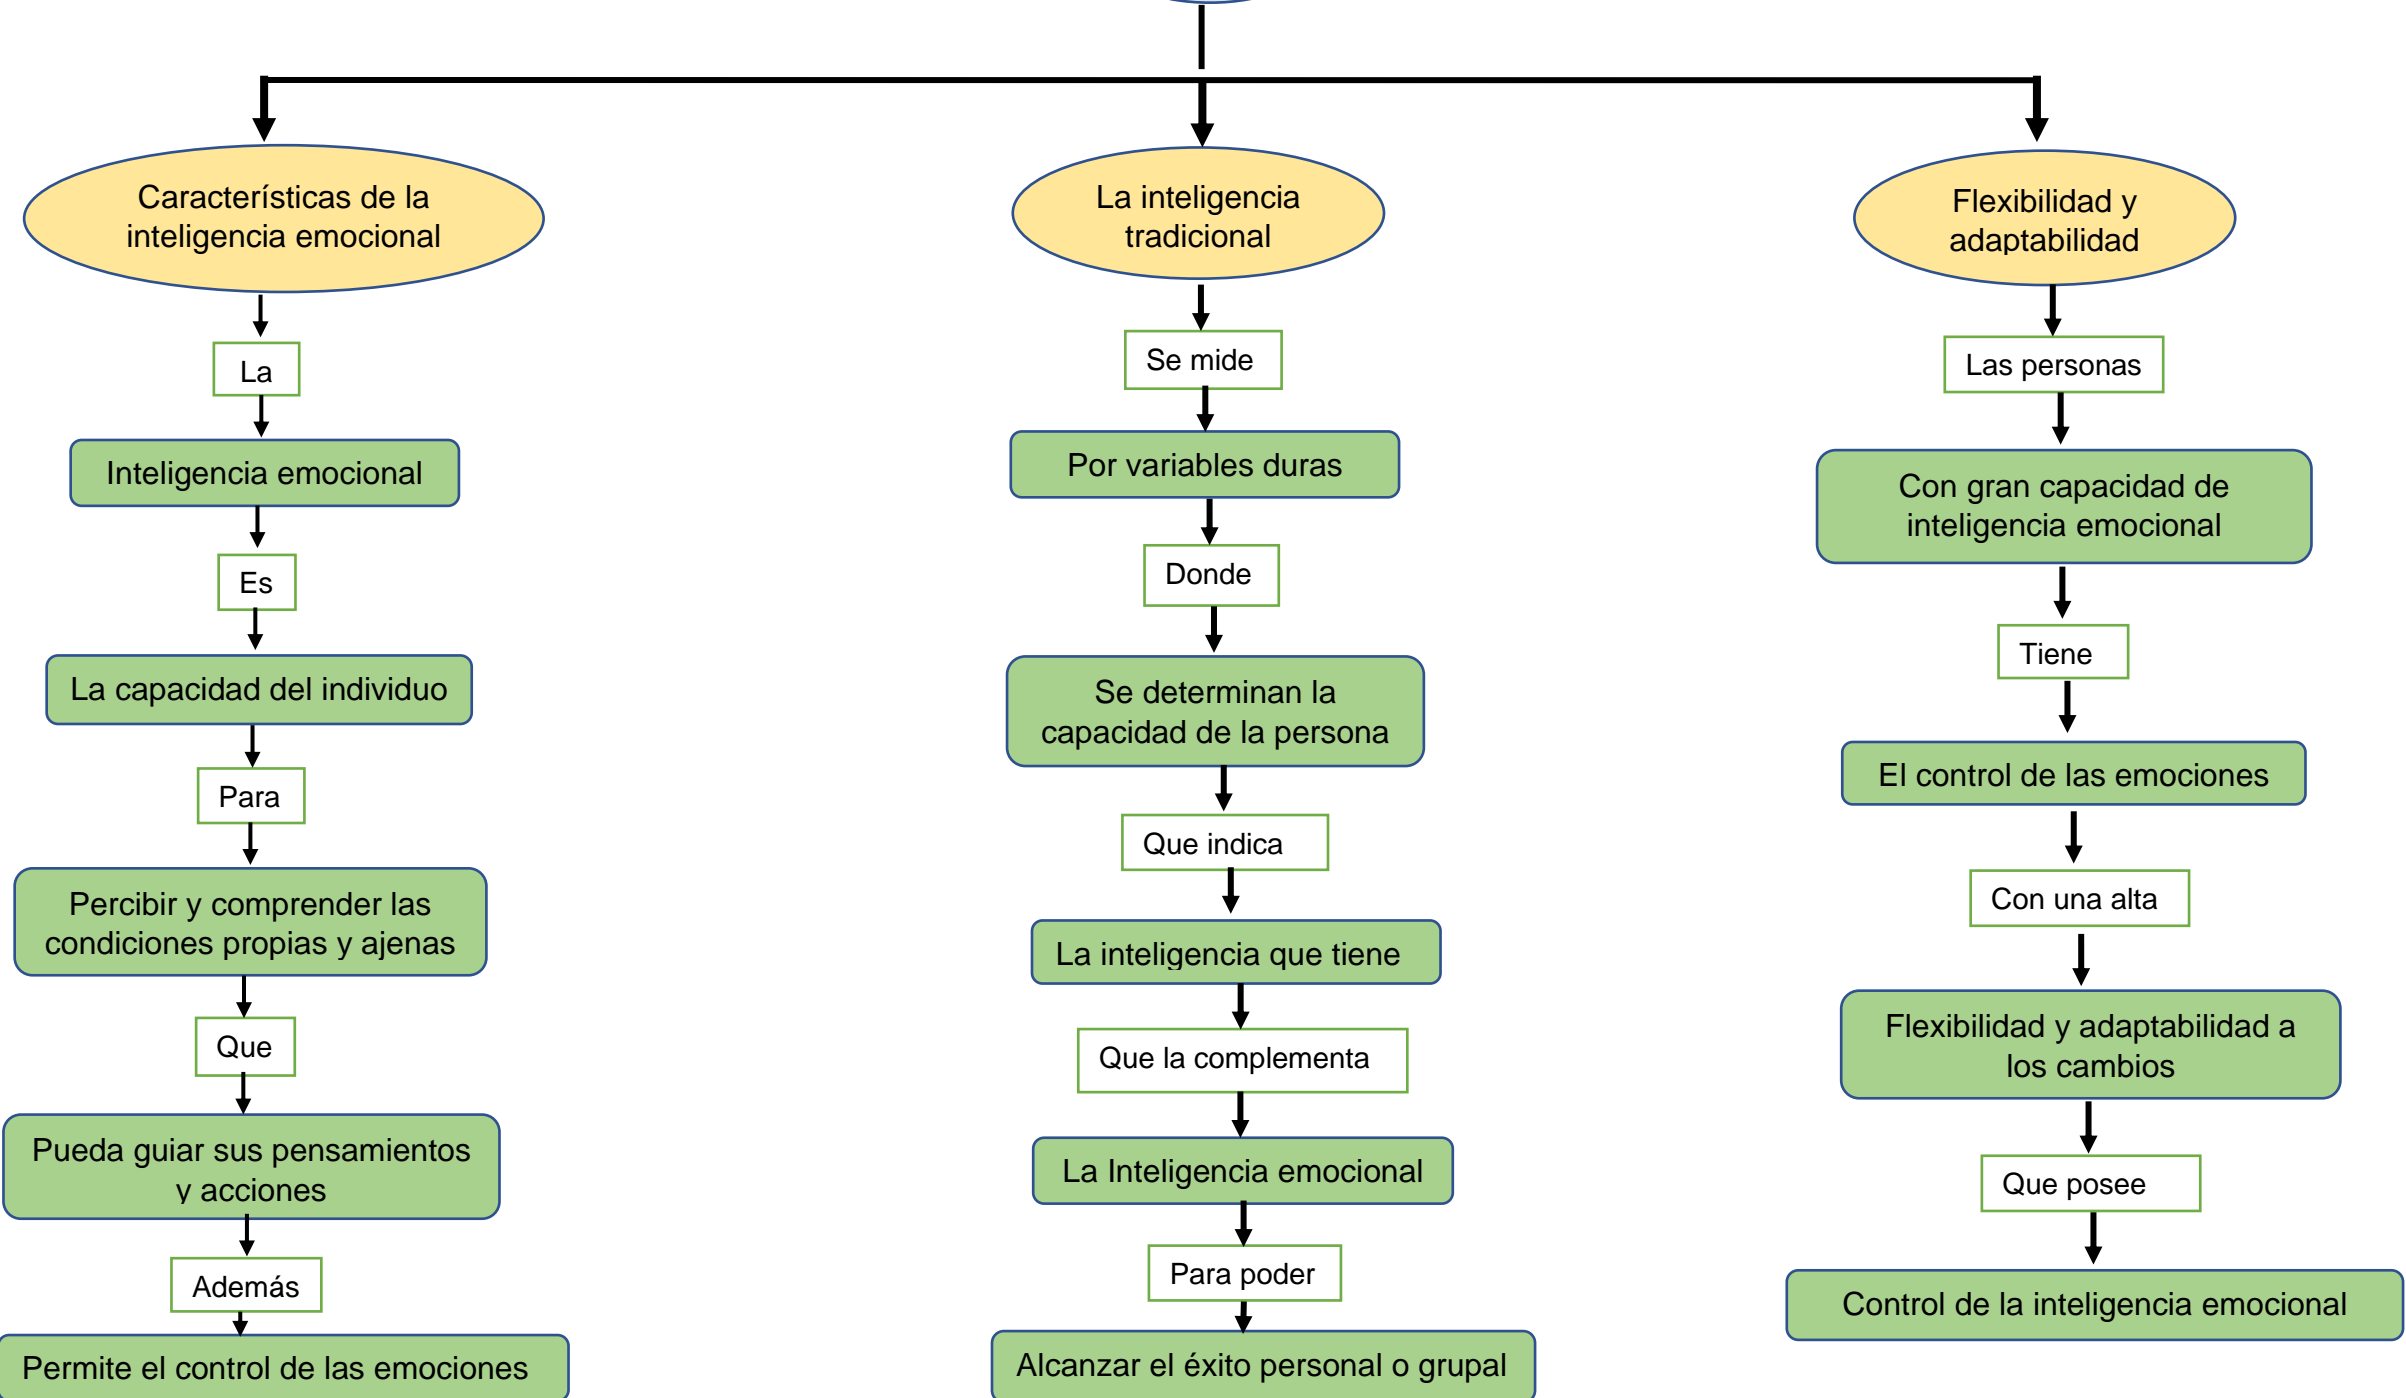 Características de la
inteligencia emocional
La
Inteligencia emocional
Es
La capacidad del individuo
Para
Percibir y comprender las
condiciones propias y ajenas
Que
Pueda guiar sus pensamientos
y acciones
Además
Permite el control de las emociones
La inteligencia
tradicional
Se mide
Por variables duras
Donde
Se determinan la
capacidad de la persona
Que indica
La inteligencia que tiene
Que la complementa
La Inteligencia emocional
Para poder
Alcanzar el éxito personal o grupal
Flexibilidad y
adaptabilidad
Las personas
Con gran capacidad de
inteligencia emocional
Tiene
El control de las emociones
Con una alta
Flexibilidad y adaptabilidad a
los cambios
Que posee
Control de la inteligencia emocional